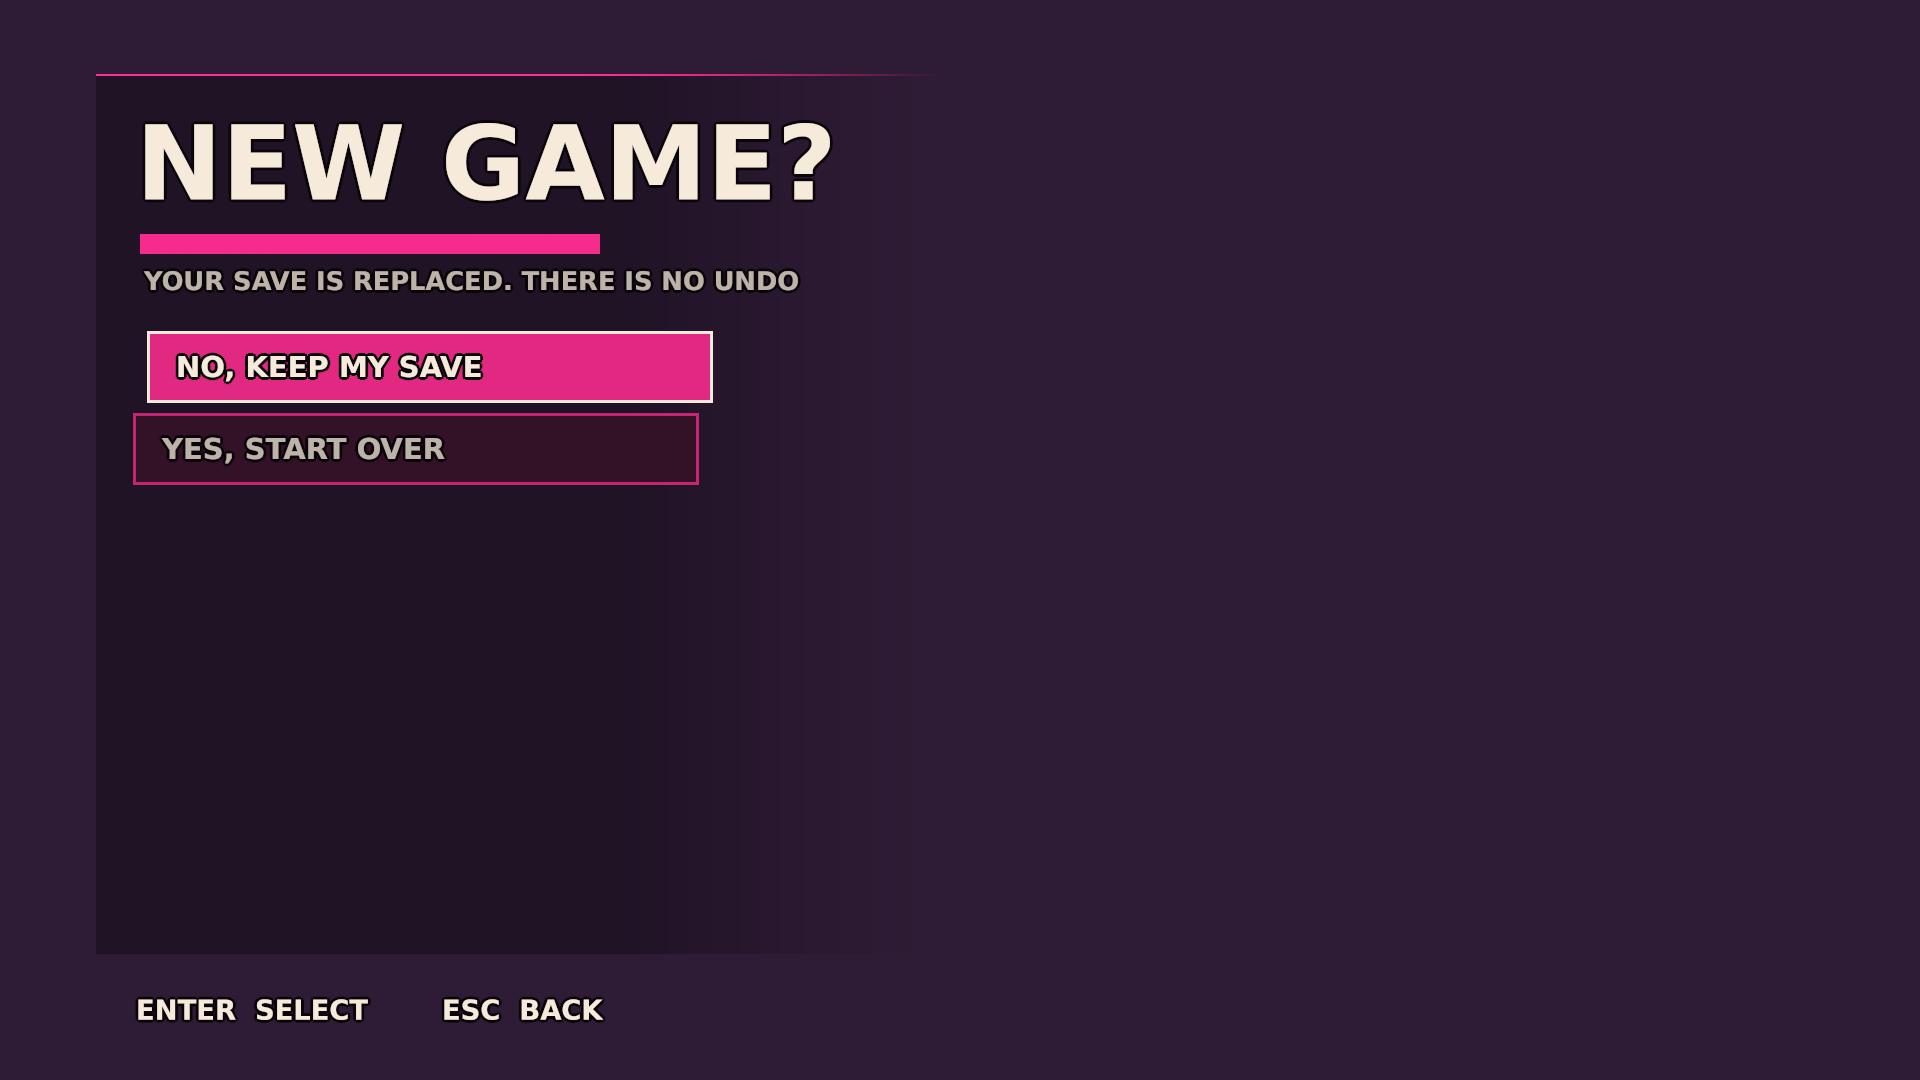 NEW GAME?
YOUR SAVE IS REPLACED. THERE IS NO UNDO
NO, KEEP MY SAVE
YES, START OVER
ENTER SELECT ESC BACK